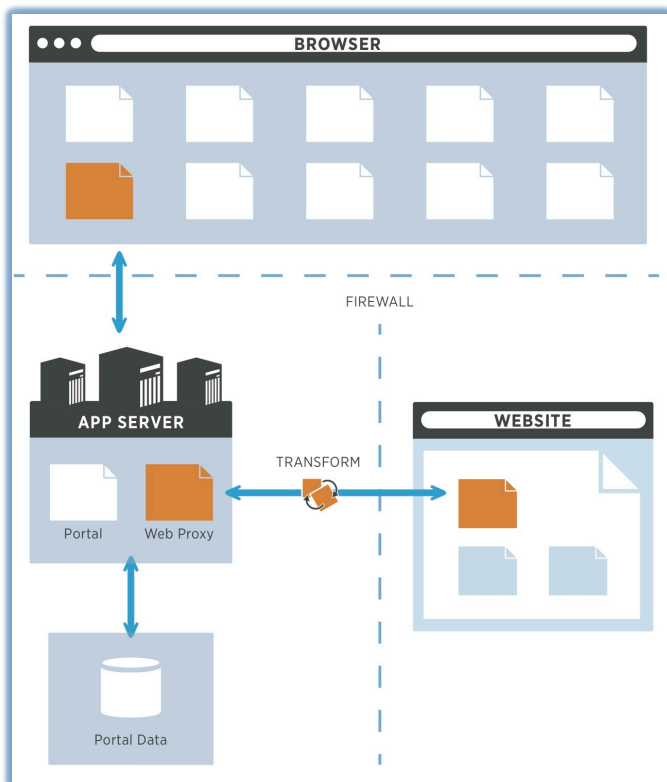 BROWSER
FIREWALL
APP SERVER
WEBSITE
TRANSFORM
Portal
Web Proxy
Portal Data